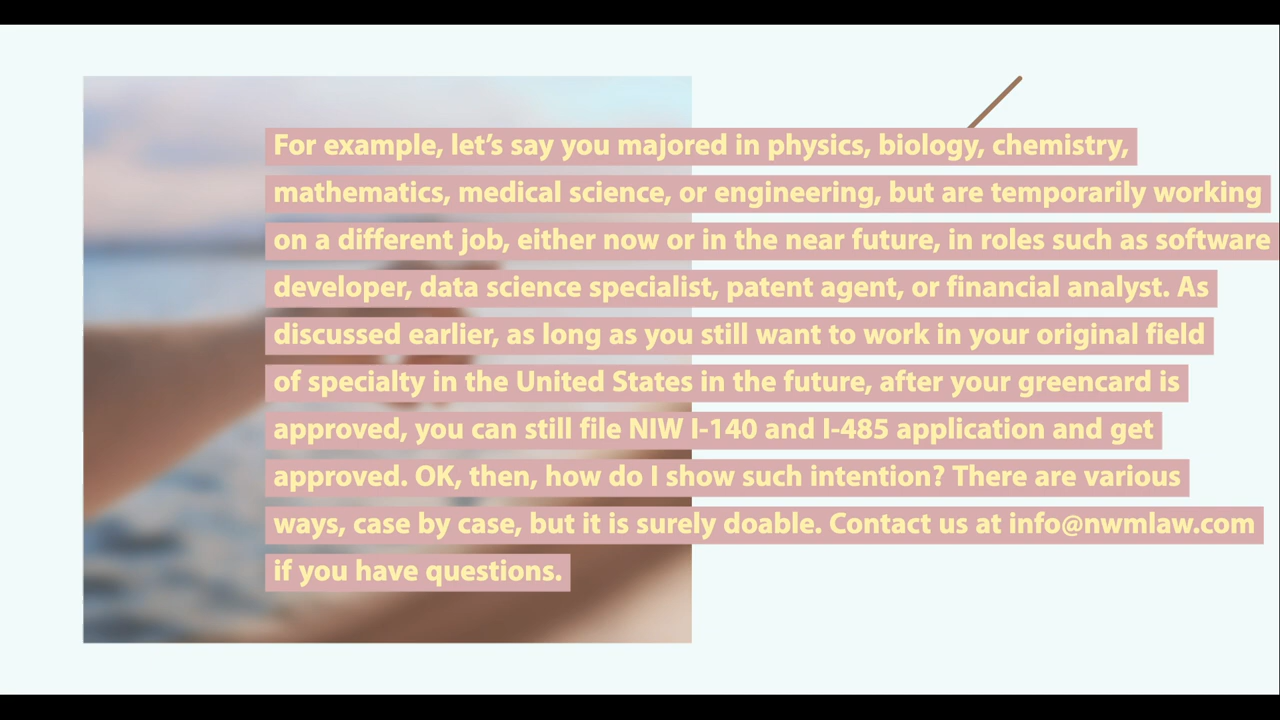 For example, let’s say you majored in physics, biology, chemistry,
mathematics, medical science, or engineering, but are temporarily working
on a different job, either now or in the near future, in roles such as software
developer, data science specialist, patent agent, or financial analyst. As
discussed earlier, as long as you still want to work in your original field
of specialty in the United States in the future, after your greencard is
approved, you can still file NIW I-140 and I-485 application and get
approved. OK, then, how do I show such intention? There are various
ways, case by case, but it is surely doable. Contact us at info@nwmlaw.com
if you have questions.